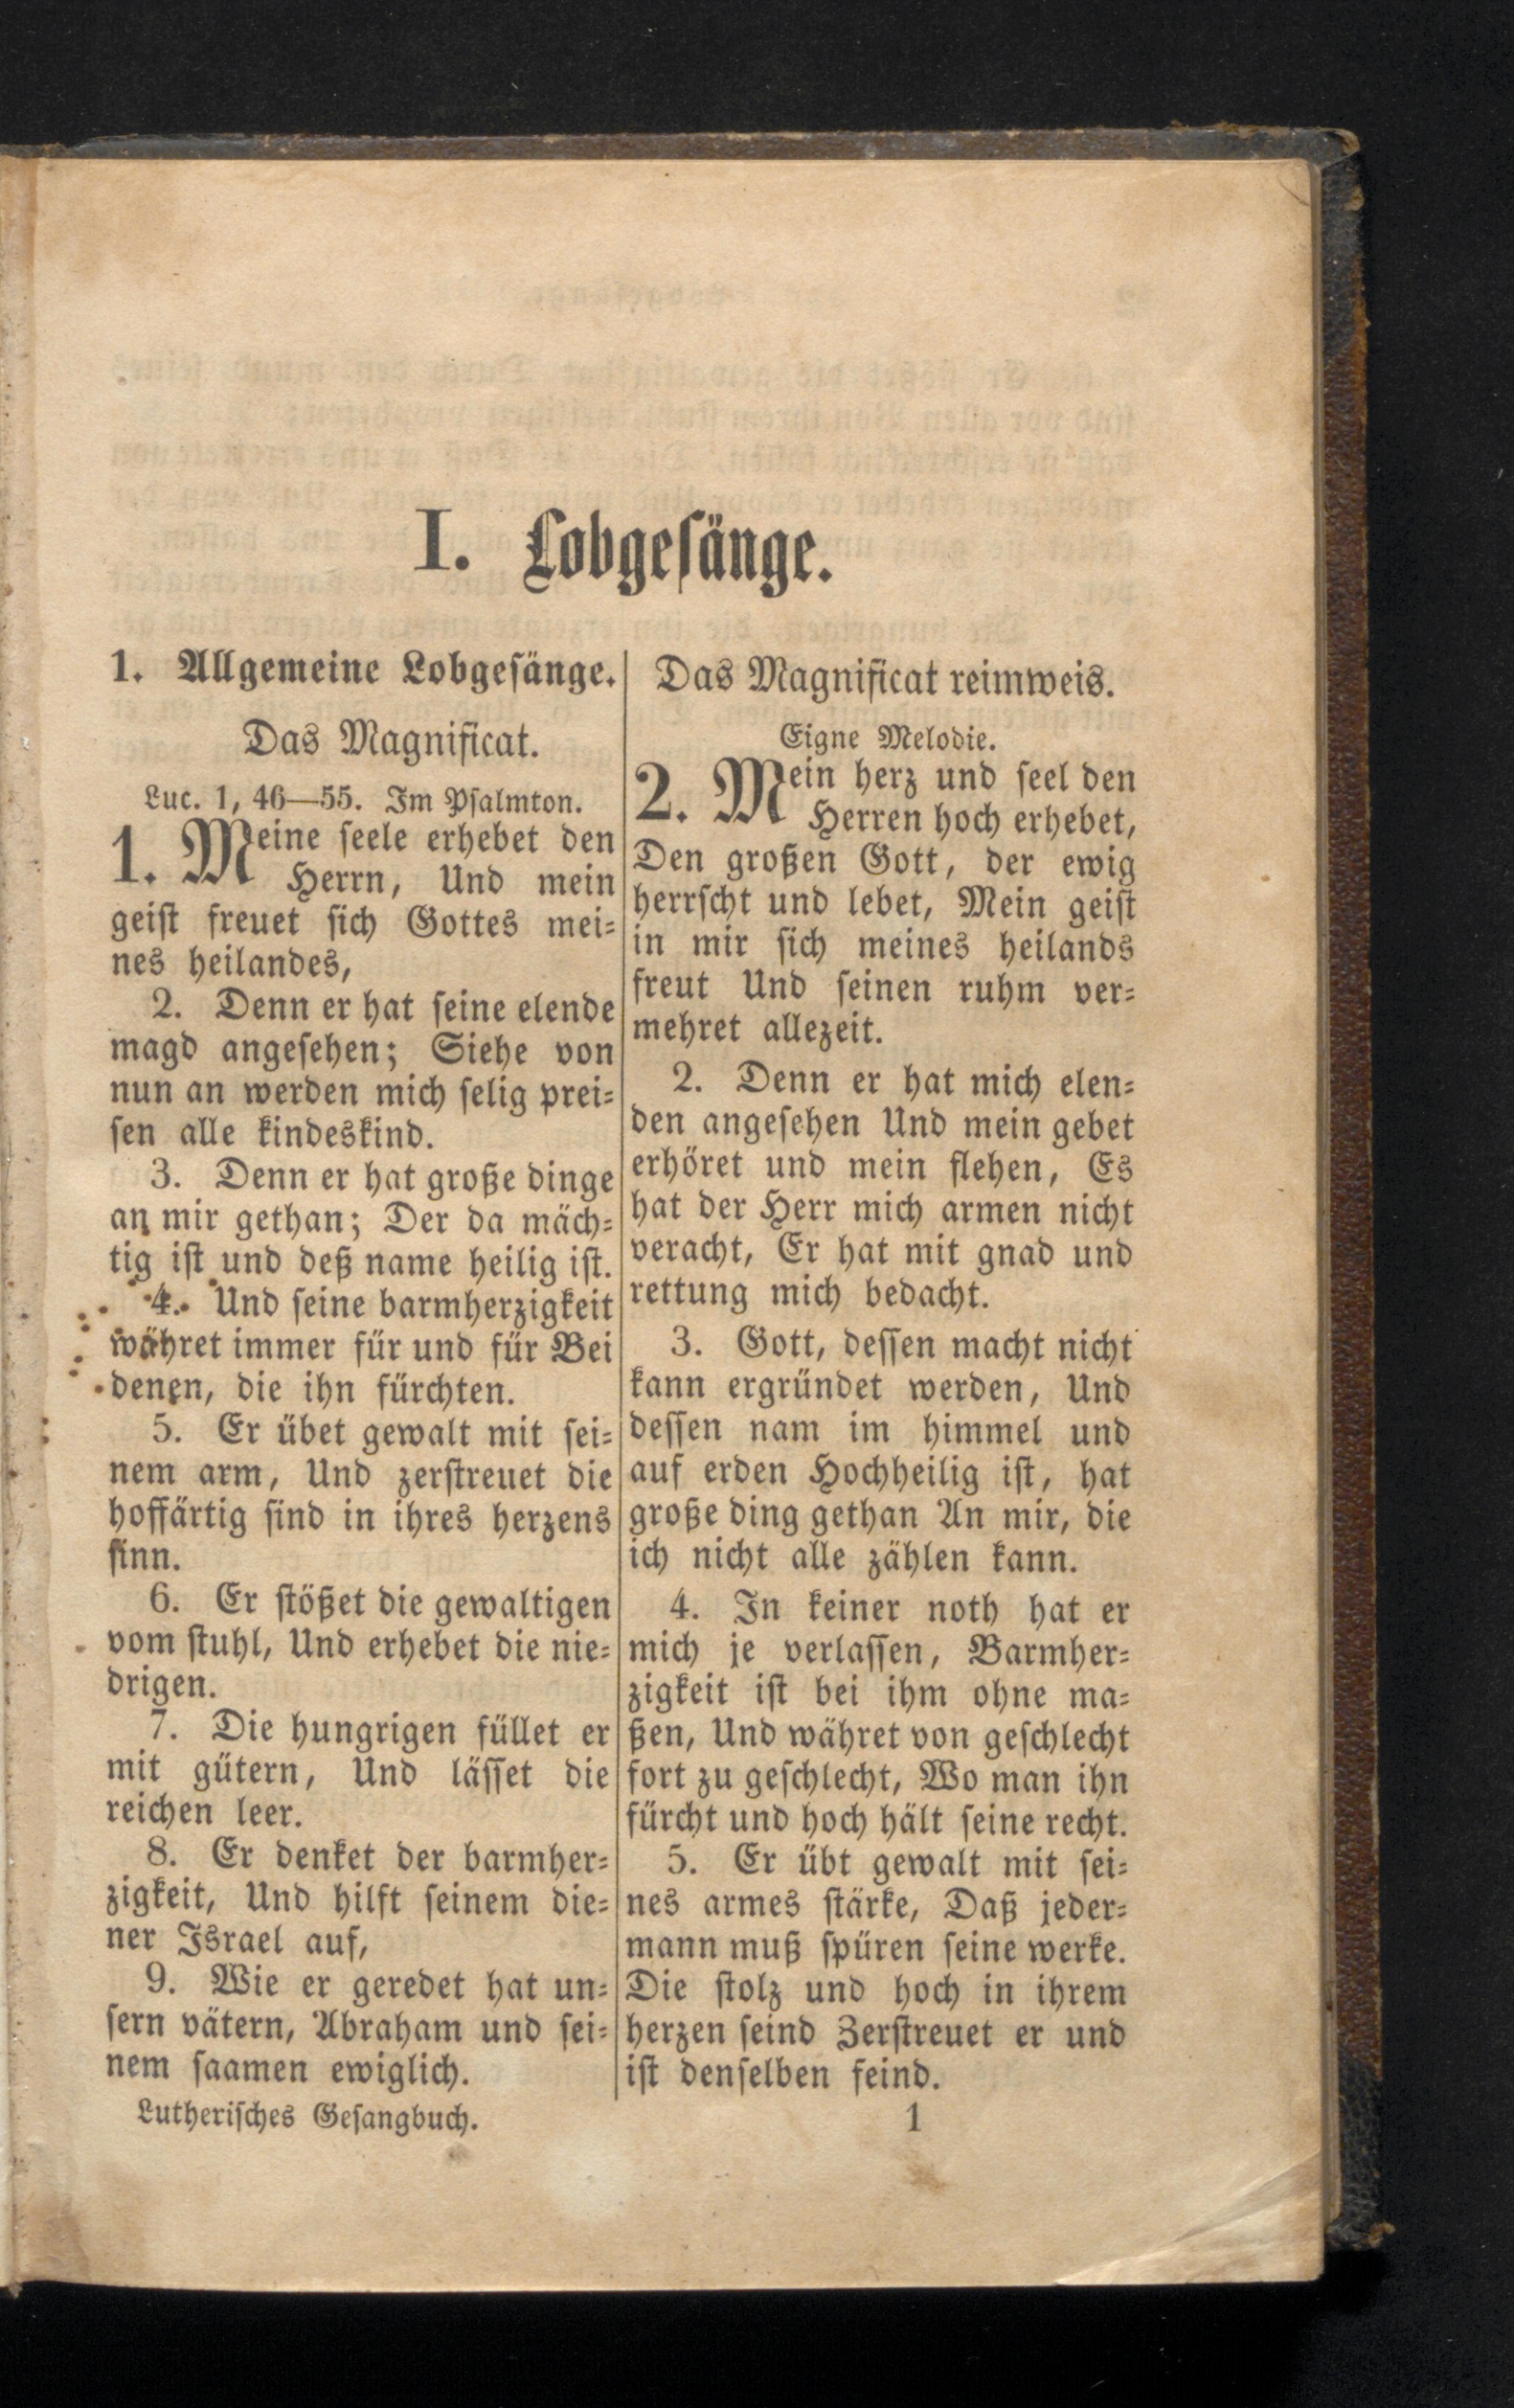 I. Lobgesänge.
1. Allgemeine Lobgesänge.
Das Magnificat.
Luc. 1, 46—55. Im Psalmton.
1. Meine seele erhebet den
Herrn, Und mein
geist freuet sich Gottes mei-
nes heilandes,
2. Denn er hat seine elende
magd angesehen; Siehe von
nun an werden mich selig prei-
sen alle kindeskind.
3. Denn er hat große dinge
an mir gethan; Der da mäch-
tig ist und deß name heilig ist.
4. Und seine barmherzigkeit
währet immer für und für Bei
denen, die ihn fürchten.
5. Er übet gewalt mit sei-
nem arm, Und zerstreuet die
hoffärtig sind in ihres herzens
sinn.
6. Er stößet die gewaltigen
vom stuhl, Und erhebet die nie-
drigen.
7. Die hungrigen füllet er
mit gütern, Und lässet die
reichen leer.
8. Er denket der barmher-
zigkeit, Und hilft seinem die-
ner Israel auf,
9. Wie er geredet hat un-
sern vätern, Abraham und sei-
nem saamen ewiglich.
Das Magnificat reimweis.
Eigne Melodie.
2. Mein herz und seel den
Herren hoch erhebet,
Den großen Gott, der ewig
herrscht und lebet, Mein geist
in mir sich meines heilands
freut Und seinen ruhm ver-
mehret allezeit.
2. Denn er hat mich elen-
den angesehen Und mein gebet
erhöret und mein flehen, Es
hat der Herr mich armen nicht
veracht, Er hat mit gnad und
rettung mich bedacht.
3. Gott, dessen macht nicht
kann ergründet werden, Und
dessen nam im himmel und
auf erden Hochheilig ist, hat
große ding gethan An mir, die
ich nicht alle zählen kann.
4. In keiner noth hat er
mich je verlassen, Barmher-
zigkeit ist bei ihm ohne ma-
ßen, Und währet von geschlecht
fort zu geschlecht, Wo man ihn
fürcht und hoch hält seine recht.
5. Er übt gewalt mit sei-
nes armes stärke, Daß jeder-
mann muß spüren seine werke.
Die stolz und hoch in ihrem
herzen seind Zerstreuet er und
ist denselben feind.
Lutherisches Gesangbuch.
1